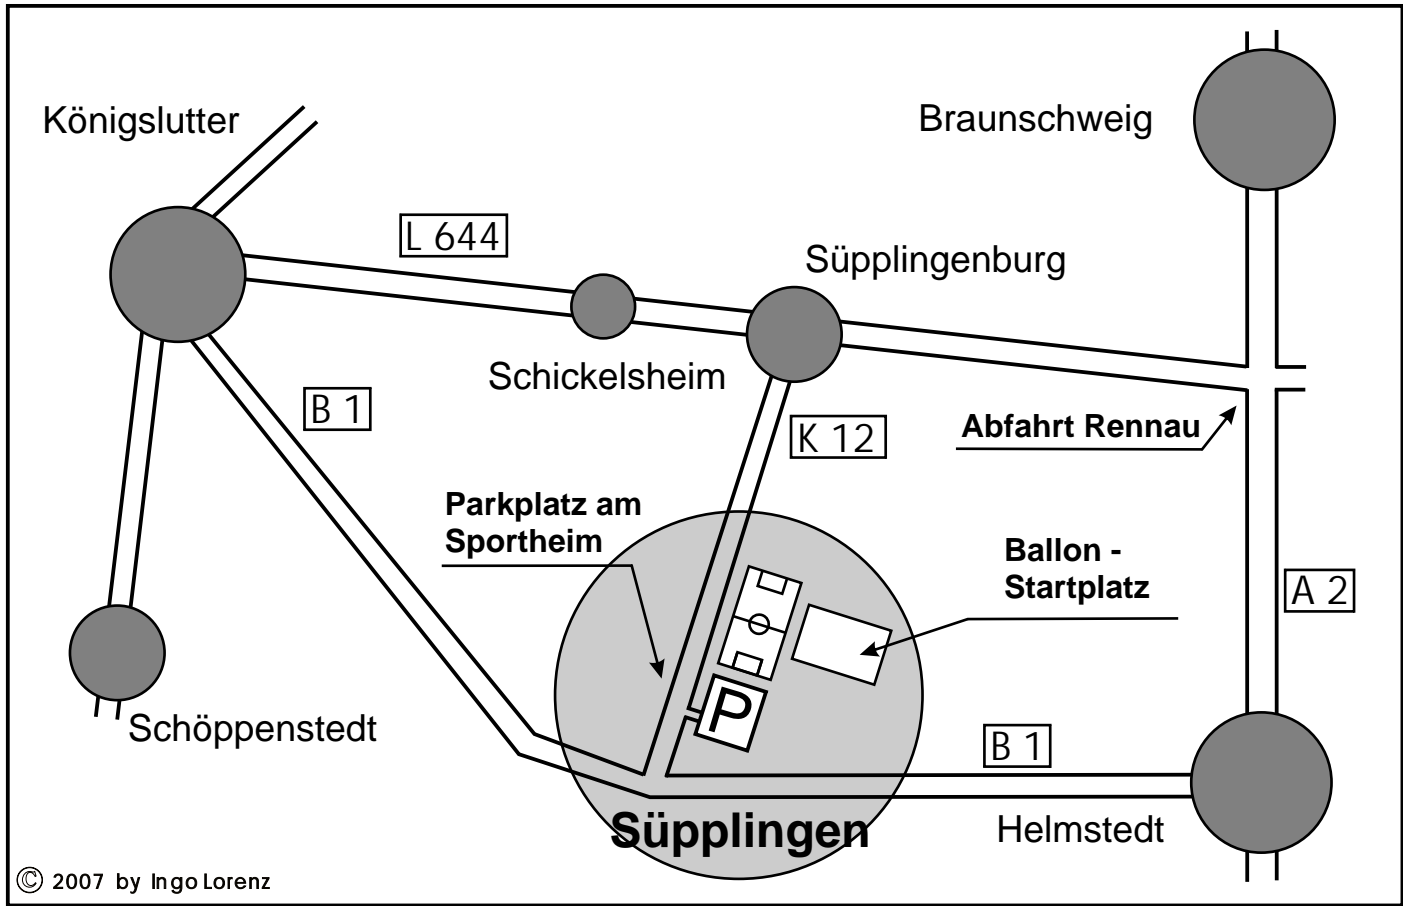 Königslutter
Braunschweig
L 644
Süpplingenburg
Schickelsheim
B 1
K 12
Abfahrt Rennau
Parkplatz am
Sportheim
Ballon -
Startplatz
A 2
P
Schöppenstedt
B 1
Helmstedt
Süpplingen
© 2007 by Ingo Lorenz